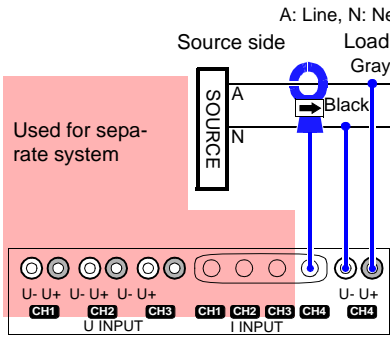 A: Line, N: Ne
Source side
Load
Gray
A
Black
SOURCE
N
Used for sepa-
rate system
U- U+ U- U+ U- U+
U- U+
CH1 CH2 CH3 CH1 CH2 CH3 CH4 CH4
U INPUT
I INPUT